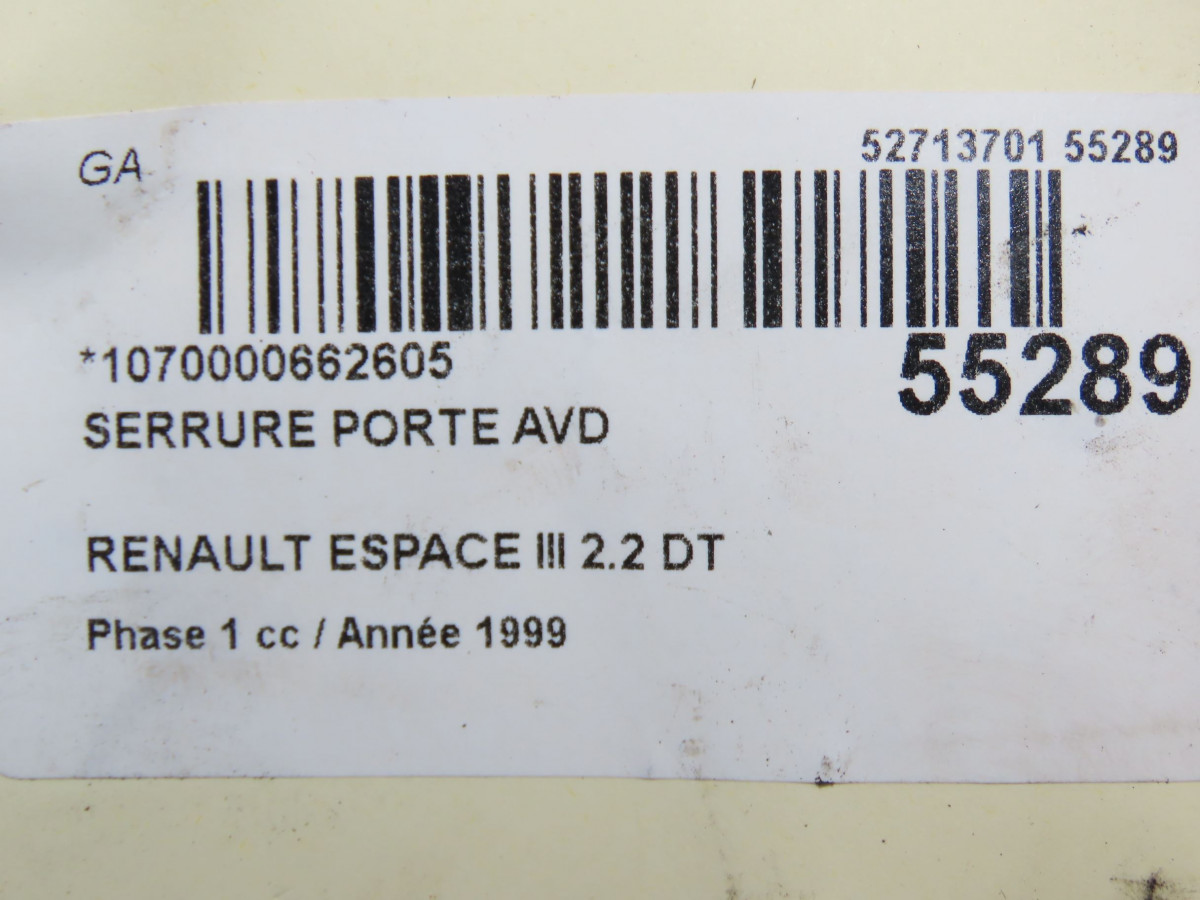 GA
52713701 55289
*1070000662605
55289
SERRURE PORTE AVD
RENAULT ESPACE III 2.2 DT
Phase 1 cc / Année 1999